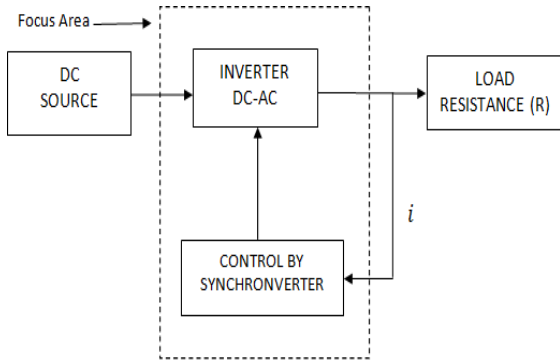 Focus Area
DC
SOURCE
INVERTER
DC-AC
LOAD
RESISTANCE (R)
i
CONTROL BY
SYNCHRONVERTER